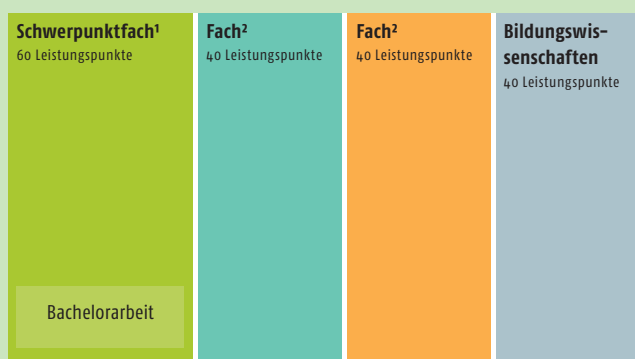 Schwerpunktfach¹
60 Leistungspunkte
Fach²
40 Leistungspunkte
Fach²
40 Leistungspunkte
Bildungswis-
senschaften
40 Leistungspunkte
Bachelorarbeit